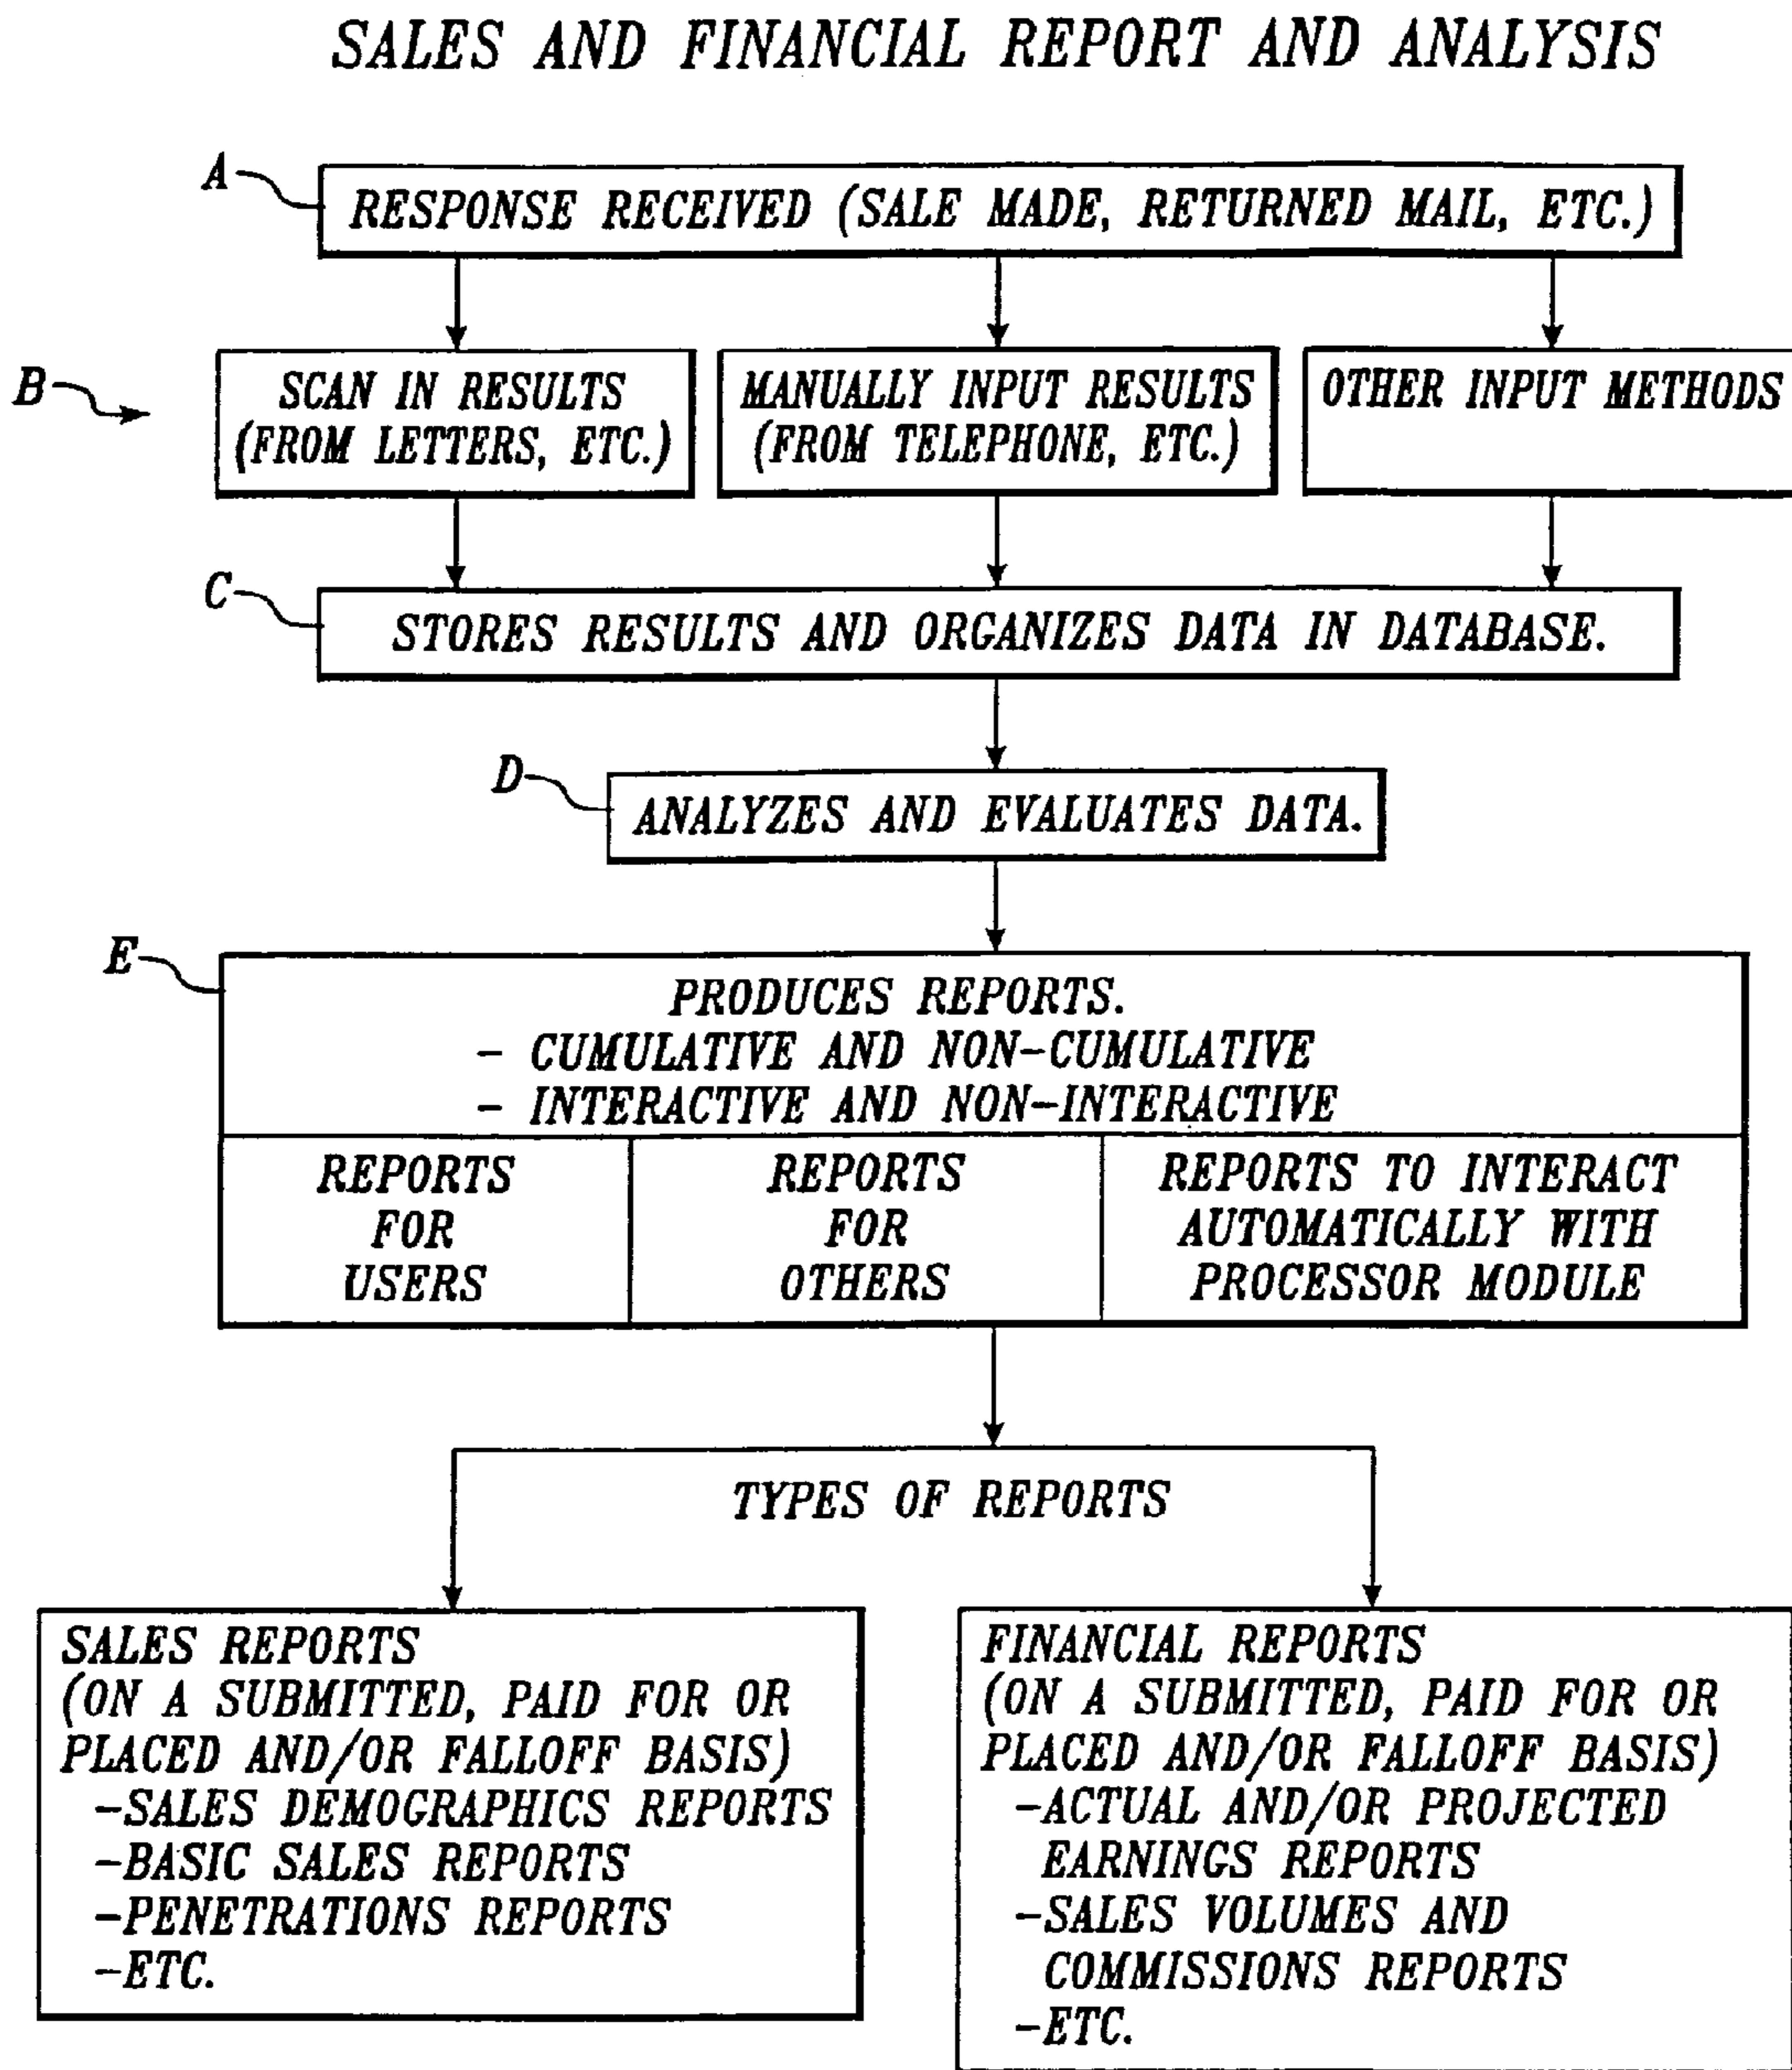 SALES AND FINANCIAL REPORT AND ANALYSIS
A
RESPONSE RECEIVED (SALE MADE, RETURNED MAIL, ETC.)
B
SCAN IN RESULTS
(FROM LETTERS, ETC.)
MANUALLY INPUT RESULTS
(FROM TELEPHONE, ETC.)
OTHER INPUT METHODS
C
STORES RESULTS AND ORGANIZES DATA IN DATABASE.
D
ANALYZES AND EVALUATES DATA.
E
PRODUCES REPORTS.
- CUMULATIVE AND NON-CUMULATIVE
- INTERACTIVE AND NON-INTERACTIVE
REPORTS
FOR
USERS
REPORTS
FOR
OTHERS
REPORTS TO INTERACT
AUTOMATICALLY WITH
PROCESSOR MODULE
TYPES OF REPORTS
SALES REPORTS
(ON A SUBMITTED, PAID FOR OR
PLACED AND/OR FALLOFF BASIS)
-SALES DEMOGRAPHICS REPORTS
-BASIC SALES REPORTS
-PENETRATIONS REPORTS
-ETC.
FINANCIAL REPORTS
(ON A SUBMITTED, PAID FOR OR
PLACED AND/OR FALLOFF BASIS)
-ACTUAL AND/OR PROJECTED
EARNINGS REPORTS
-SALES VOLUMES AND
COMMISSIONS REPORTS
-ETC.